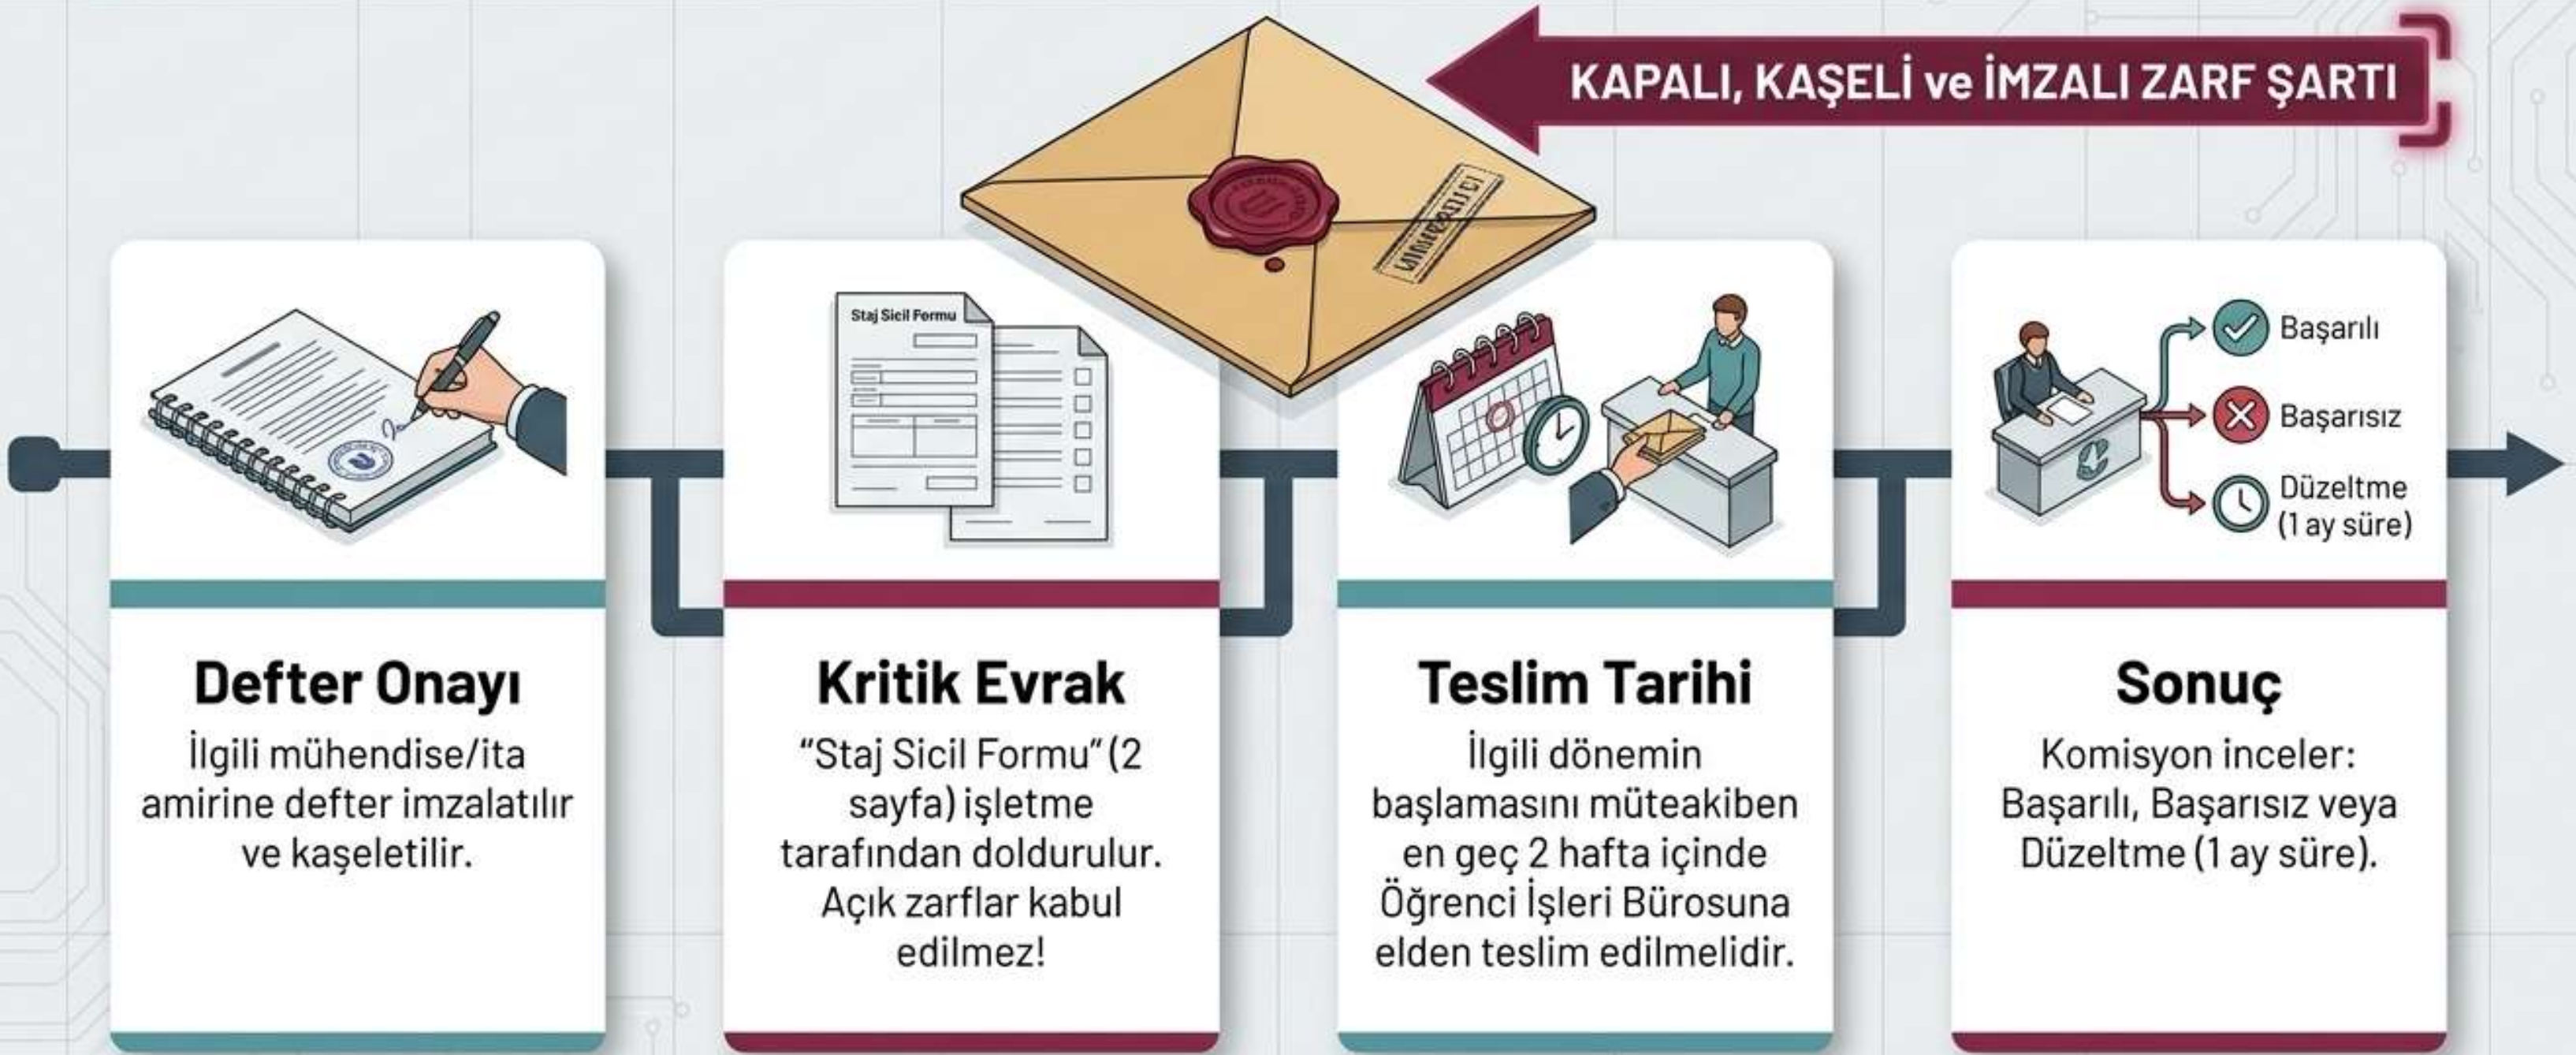 KAPALI, KAŞELİ ve İMZALI ZARF ŞARTI
Staj Sicil Formu
Başarılı
Başarısız
Düzeltme
(1 ay süre)
Defter Onayı
İlgili mühendise/ita
amirine defter imzalatılır
ve kaşeletilir.
Kritik Evrak
“Staj Sicil Formu” (2
sayfa) işletme
tarafından doldurulur.
Açık zarflar kabul
edilmez!
Teslim Tarihi
İlgili dönemin
başlamasını müteakiben
en geç 2 hafta içinde
Öğrenci İşleri Bürosuna
elden teslim edilmelidir.
Sonuç
Komisyon inceler:
Başarılı, Başarısız veya
Düzeltme (1 ay süre).